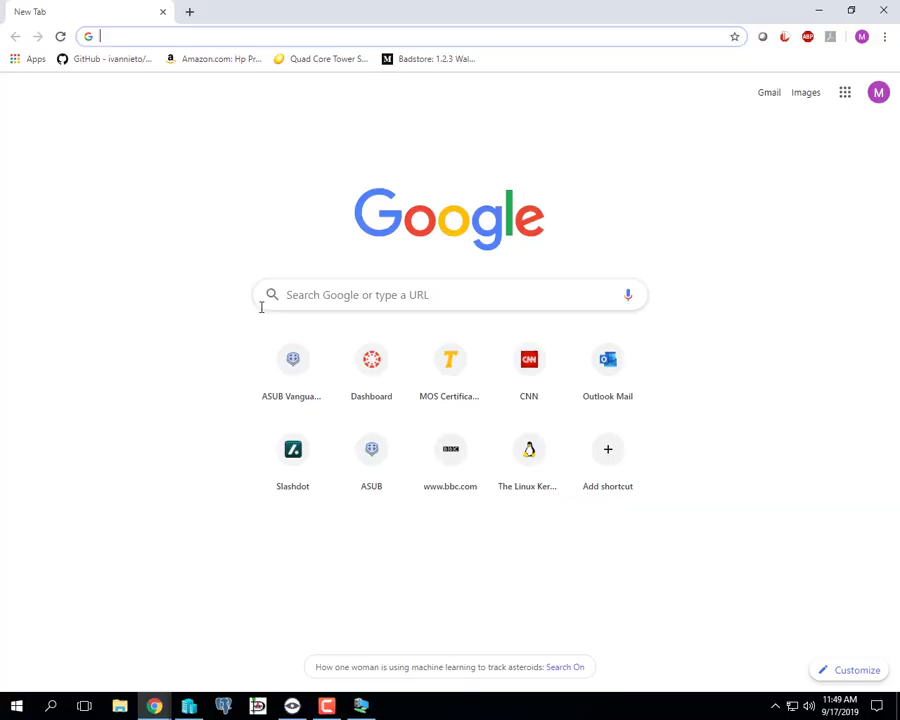 New Tab
Apps
GitHub - ivannieto/...
Amazon.com: Hp Pr...
Quad Core Tower S...
Badstore: 1.2.3 Wal...
ABP
M
Gmail
Images
M
Google
Search Google or type a URL
ASUB Vangua...
Dashboard
MOS Certifica...
CNN
Outlook Mail
Slashdot
ASUB
www.bbc.com
The Linux Ker...
Add shortcut
How one woman is using machine learning to track asteroids: Search On
Customize
11:49 AM
9/17/2019